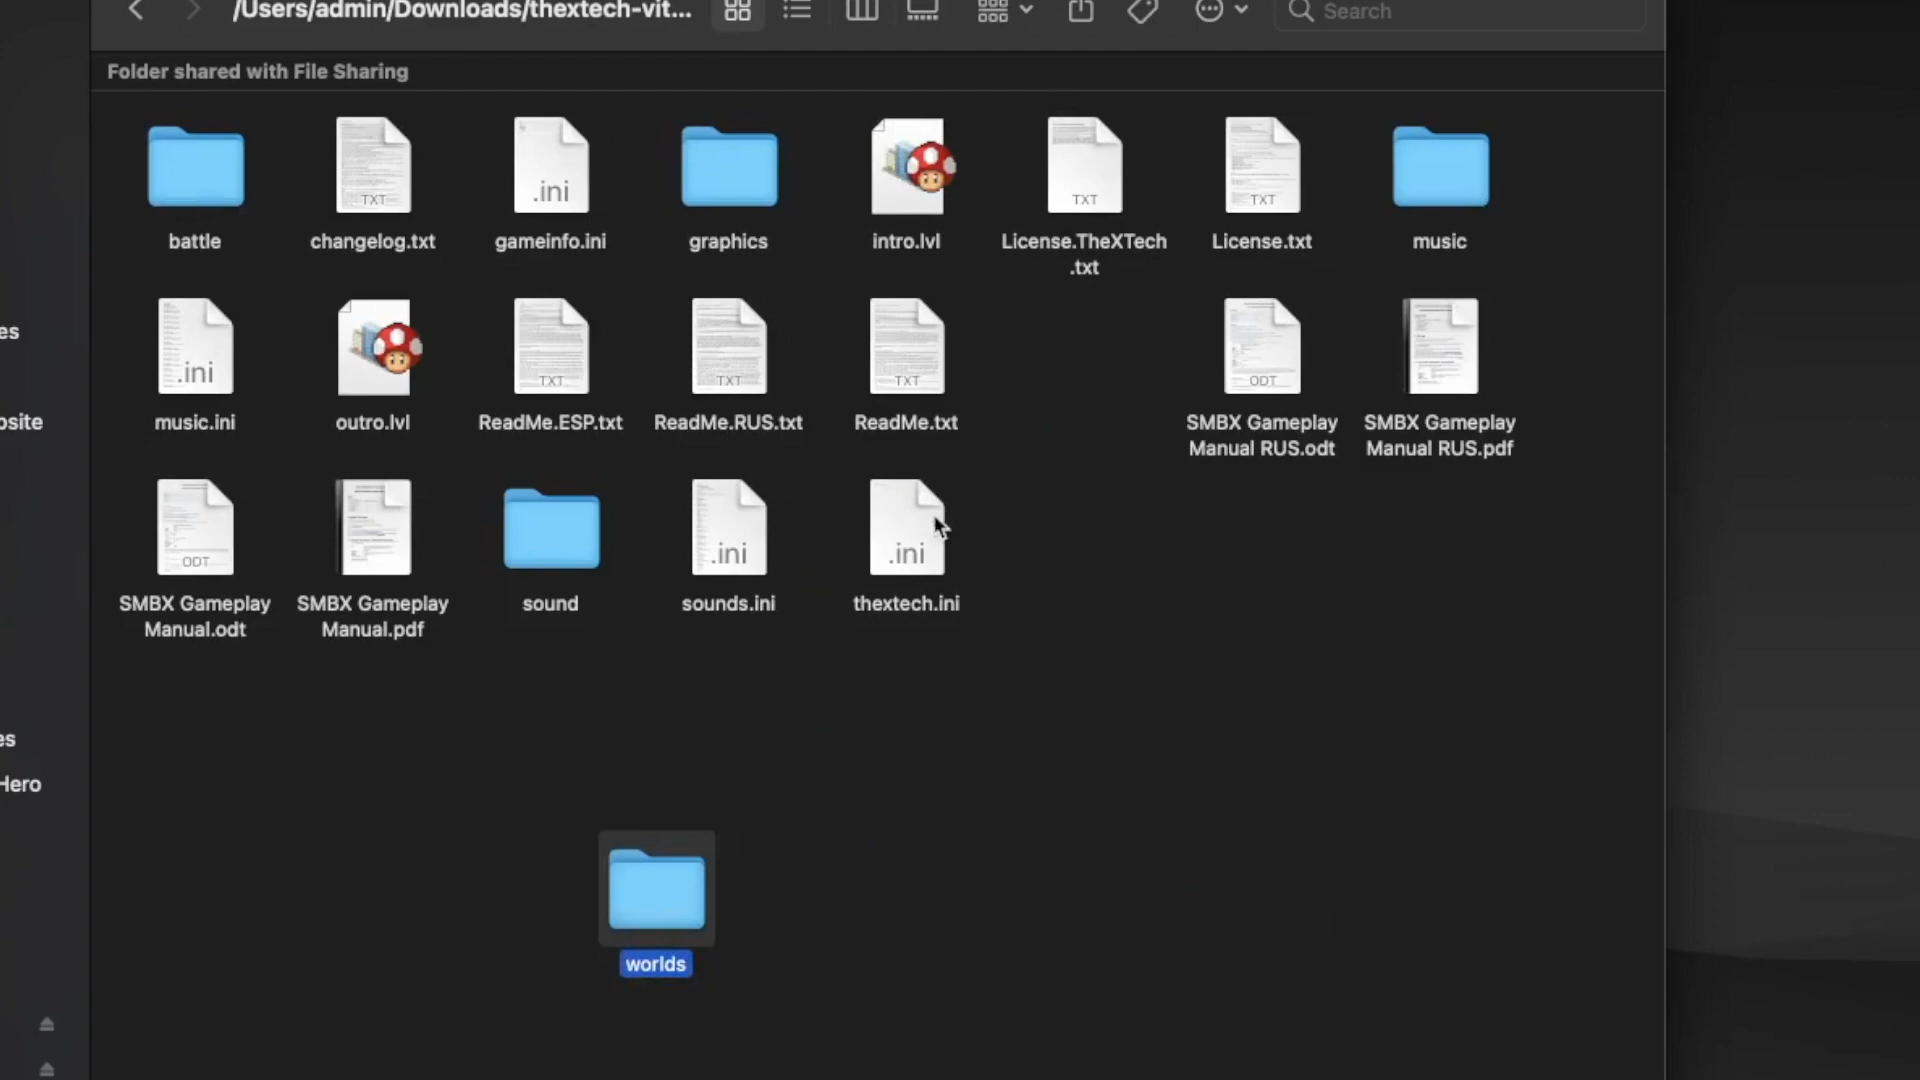 /Users/admin/Downloads/thextech-vit...
Search
Folder shared with File Sharing
battle
changelog.txt
.ini
gameinfo.ini
graphics
intro.lvl
TXT
License.TheXTech
.txt
TXT
License.txt
music
TXT
.ini
music.ini
outro.lvl
TXT
ReadMe.ESP.txt
TXT
ReadMe.RUS.txt
TXT
ReadMe.txt
ODT
SMBX Gameplay
Manual RUS.odt
SMBX Gameplay
Manual RUS.pdf
ODT
SMBX Gameplay
Manual.odt
SMBX Gameplay
Manual.pdf
sound
.ini
sounds.ini
.ini
thextech.ini
worlds
es
osite
es
Hero